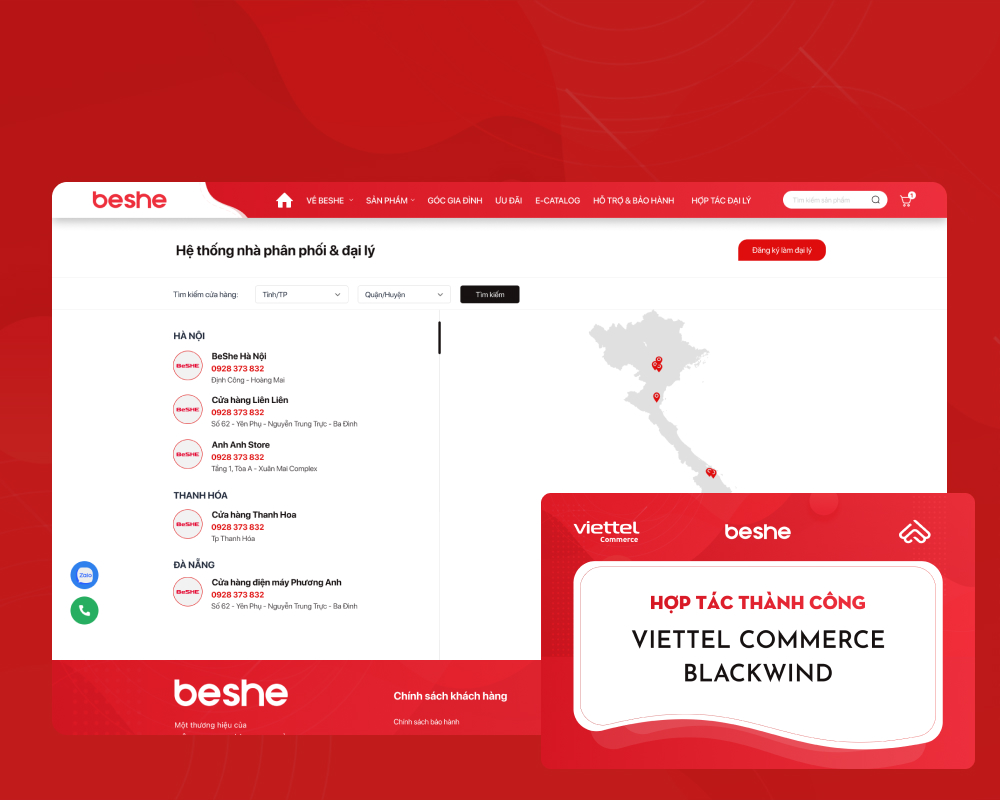 beshe
VỀ BESHE
SẢN PHẨM
GÓC GIA ĐÌNH
ƯU ĐÃI
E-CATALOG
HỖ TRỢ & BẢO HÀNH
HỢP TÁC ĐẠI LÝ
Tìm kiếm sản phẩm
1
Hệ thống nhà phân phối & đại lý
Đăng ký làm đại lý
Tìm kiếm cửa hàng:
Tỉnh/TP
Quận/Huyện
Tìm kiếm
HÀ NỘI
BeSHE
BeShe Hà Nội
0928 373 832
Định Công - Hoàng Mai
BeSHE
Cửa hàng Liên Liên
0928 373 832
Số 62 - Yên Phụ - Nguyễn Trung Trực - Ba Đình
BeSHE
Anh Anh Store
0928 373 832
Tầng 1, Tòa A - Xuân Mai Complex
THANH HÓA
BeSHE
Cửa hàng Thanh Hoa
0928 373 832
Tp Thanh Hóa
ĐÀ NẴNG
BeSHE
Cửa hàng điện máy Phương Anh
0928 373 832
Số 62 - Yên Phụ - Nguyễn Trung Trực - Ba Đình
Zalo
beshe
Một thương hiệu của
Chính sách khách hàng
Chính sách bảo hành
viettel
Commerce
beshe
HỢP TÁC THÀNH CÔNG
VIETTEL COMMERCE
BLACKWIND